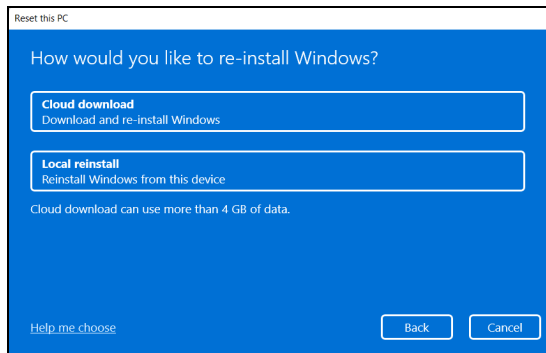 Reset this PC
How would you like to re-install Windows?
Cloud download
Download and re-install Windows
Local reinstall
Reinstall Windows from this device
Cloud download can use more than 4 GB of data.
Help me choose
Back
Cancel